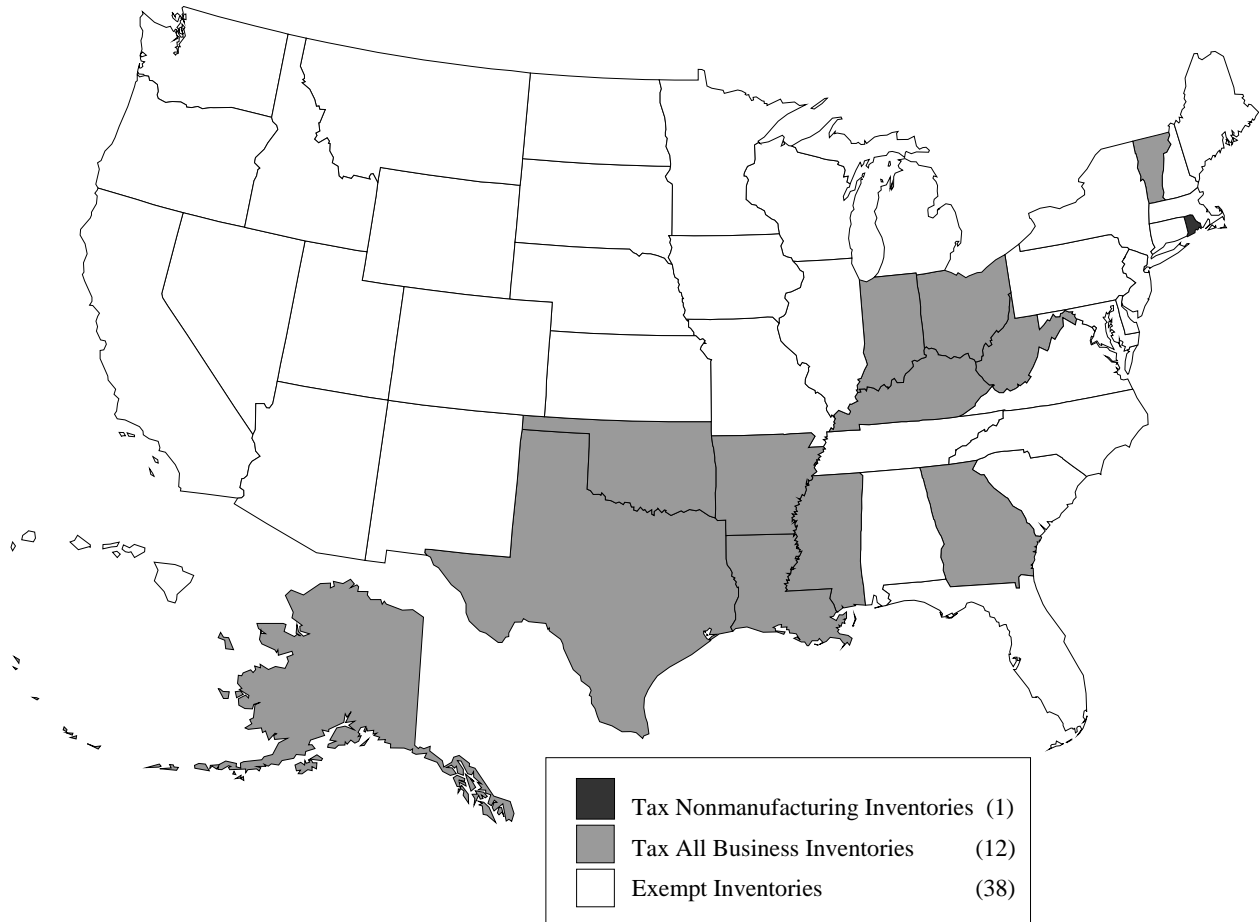 Tax Nonmanufacturing Inventories (1)
Tax All Business Inventories (12)
Exempt Inventories (38)